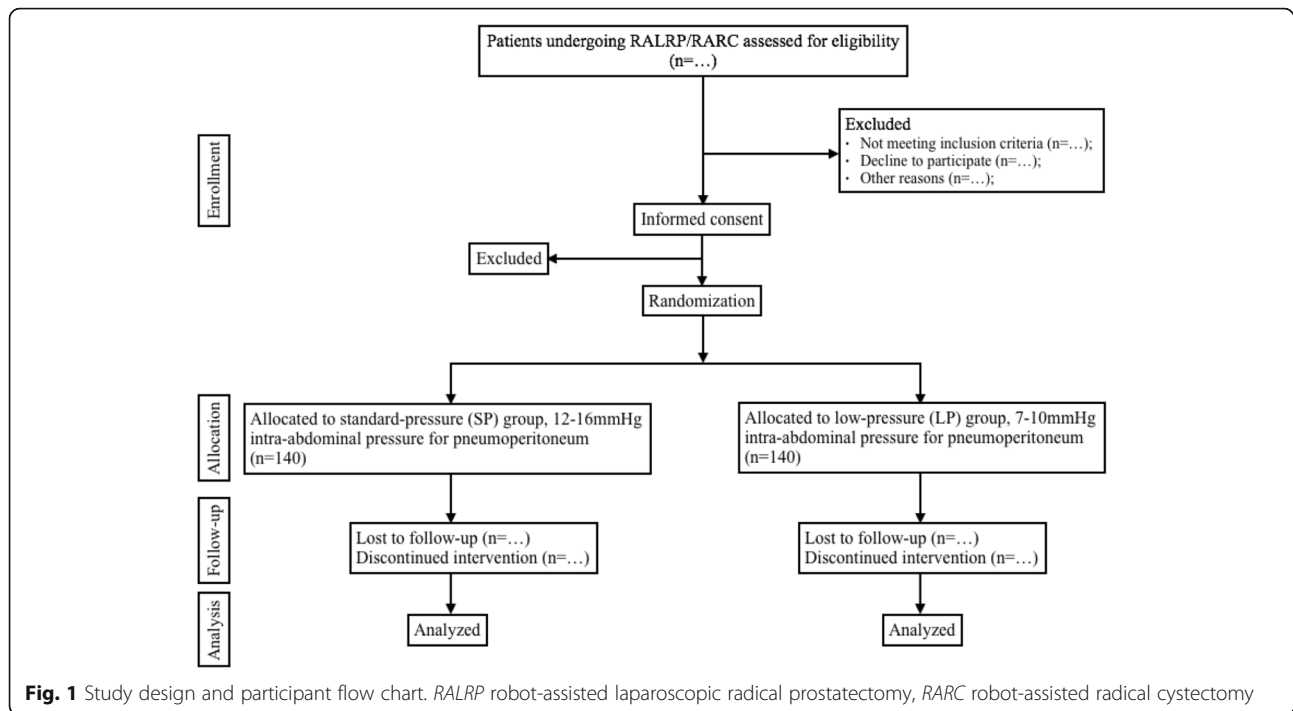 Patients undergoing RALRP/RARC assessed for eligibility
(n=…)
Enrollment
Excluded
· Not meeting inclusion criteria (n=…);
· Decline to participate (n=…);
· Other reasons (n=…);
Informed consent
Excluded
Randomization
Allocation
Allocated to standard-pressure (SP) group, 12-16mmHg
intra-abdominal pressure for pneumoperitoneum
(n=140)
Allocated to low-pressure (LP) group, 7-10mmHg
intra-abdominal pressure for pneumoperitoneum
(n=140)
Follow-up
Lost to follow-up (n=…)
Discontinued intervention (n=…)
Lost to follow-up (n=…)
Discontinued intervention (n=…)
Analysis
Analyzed
Analyzed
Fig. 1 Study design and participant flow chart. RALRP robot-assisted laparoscopic radical prostatectomy, RARC robot-assisted radical cystectomy